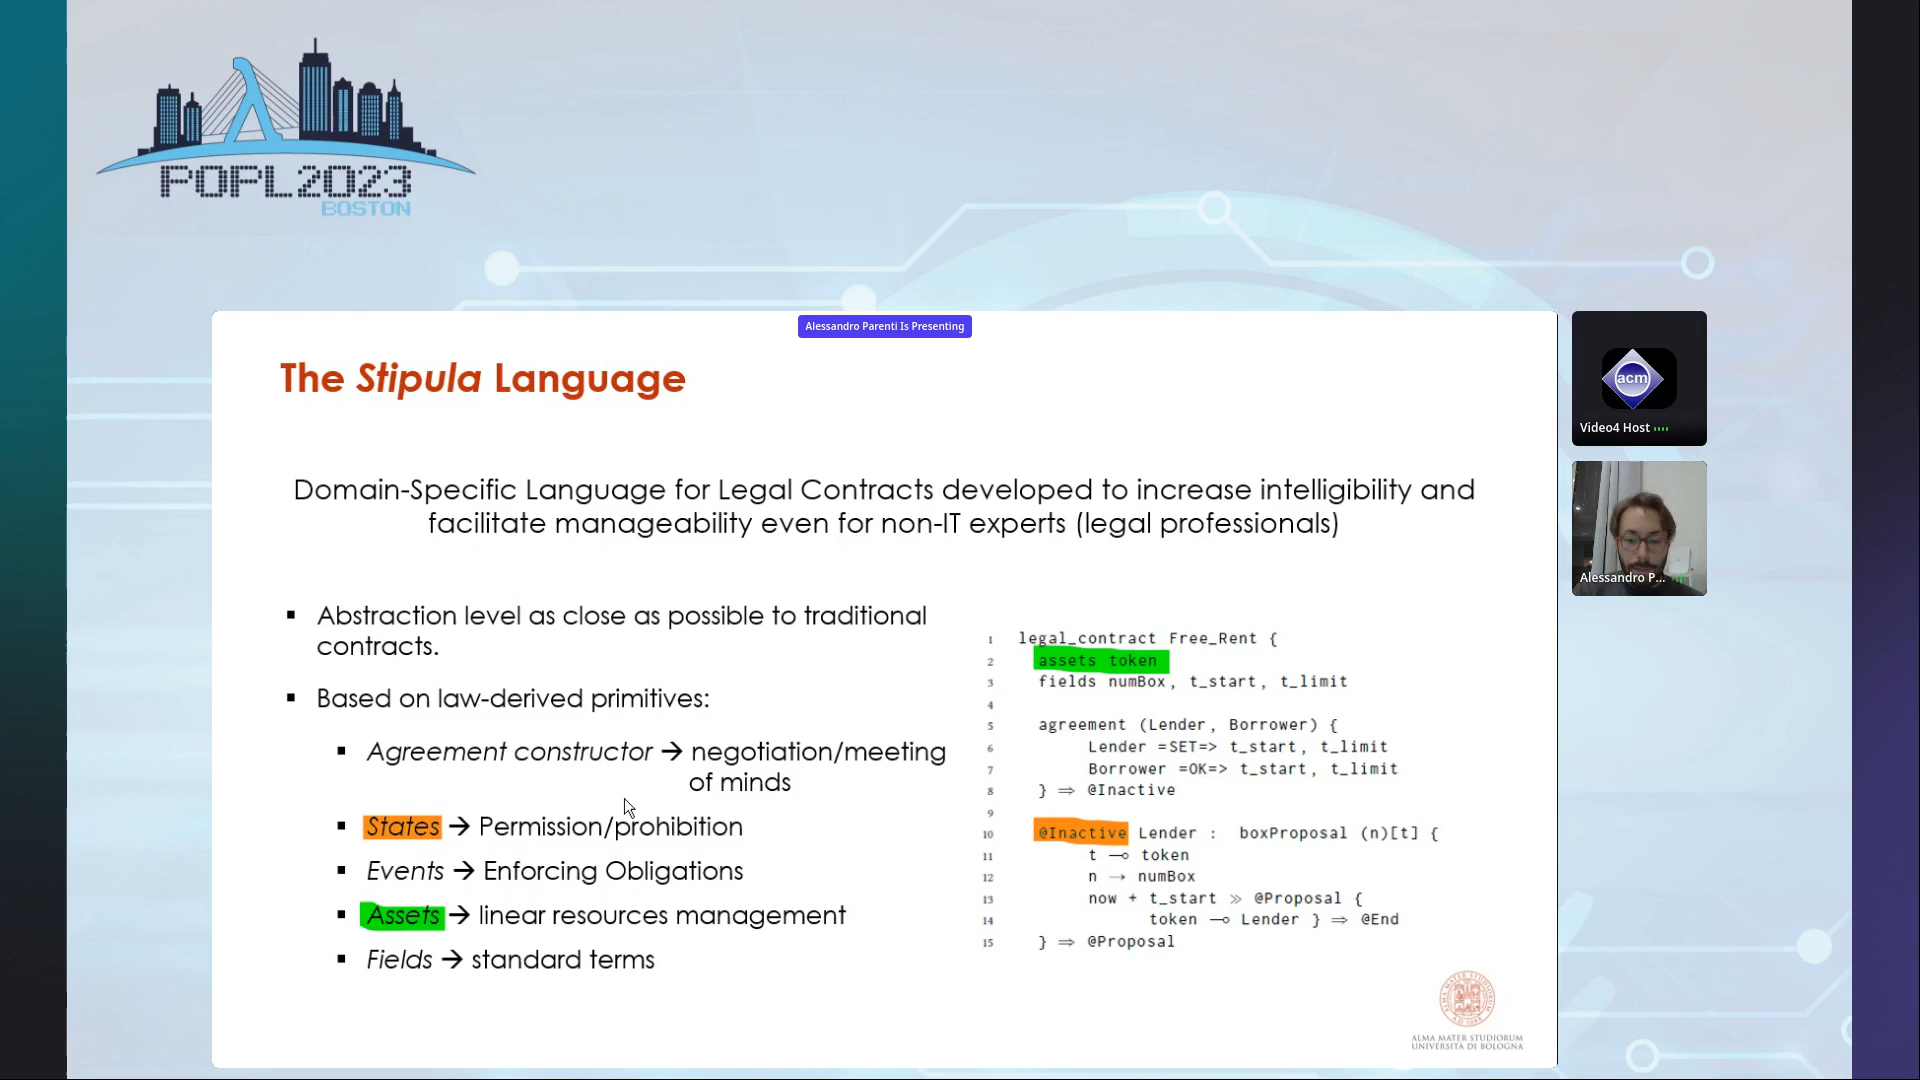 POPL2023
BOSTON
Alessandro Parenti Is Presenting
The Stipula Language
Domain-Specific Language for Legal Contracts developed to increase intelligibility and
facilitate manageability even for non-IT experts (legal professionals)
▪ Abstraction level as close as possible to traditional
contracts.
▪ Based on law-derived primitives:
▪ Agreement constructor → negotiation/meeting
of minds
▪ States → Permission/prohibition
▪ Events → Enforcing Obligations
▪ Assets → linear resources management
▪ Fields → standard terms
1 legal_contract Free_Rent {
2 assets token
3 fields numBox, t_start, t_limit
4
5 agreement (Lender, Borrower) {
6 Lender =SET=> t_start, t_limit
7 Borrower =OK=> t_start, t_limit
8 } ⇒ @Inactive
9
10 @Inactive Lender : boxProposal (n)[t] {
11 t ⊸ token
12 n → numBox
13 now + t_start ≫ @Proposal {
14 token ⊸ Lender } ⇒ @End
15 } ⇒ @Proposal
ALMA MATER STUDIORUM
UNIVERSITÀ DI BOLOGNA
acm
Video4 Host
Alessandro P...